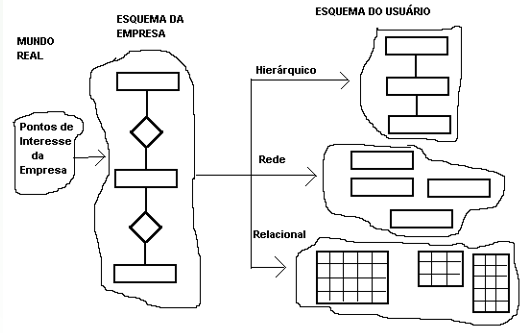 MUNDO
REAL
Pontos de
Interesse
da
Empresa
ESQUEMA DA
EMPRESA
ESQUEMA DO USUÁRIO
Hierárquico
Rede
Relacional